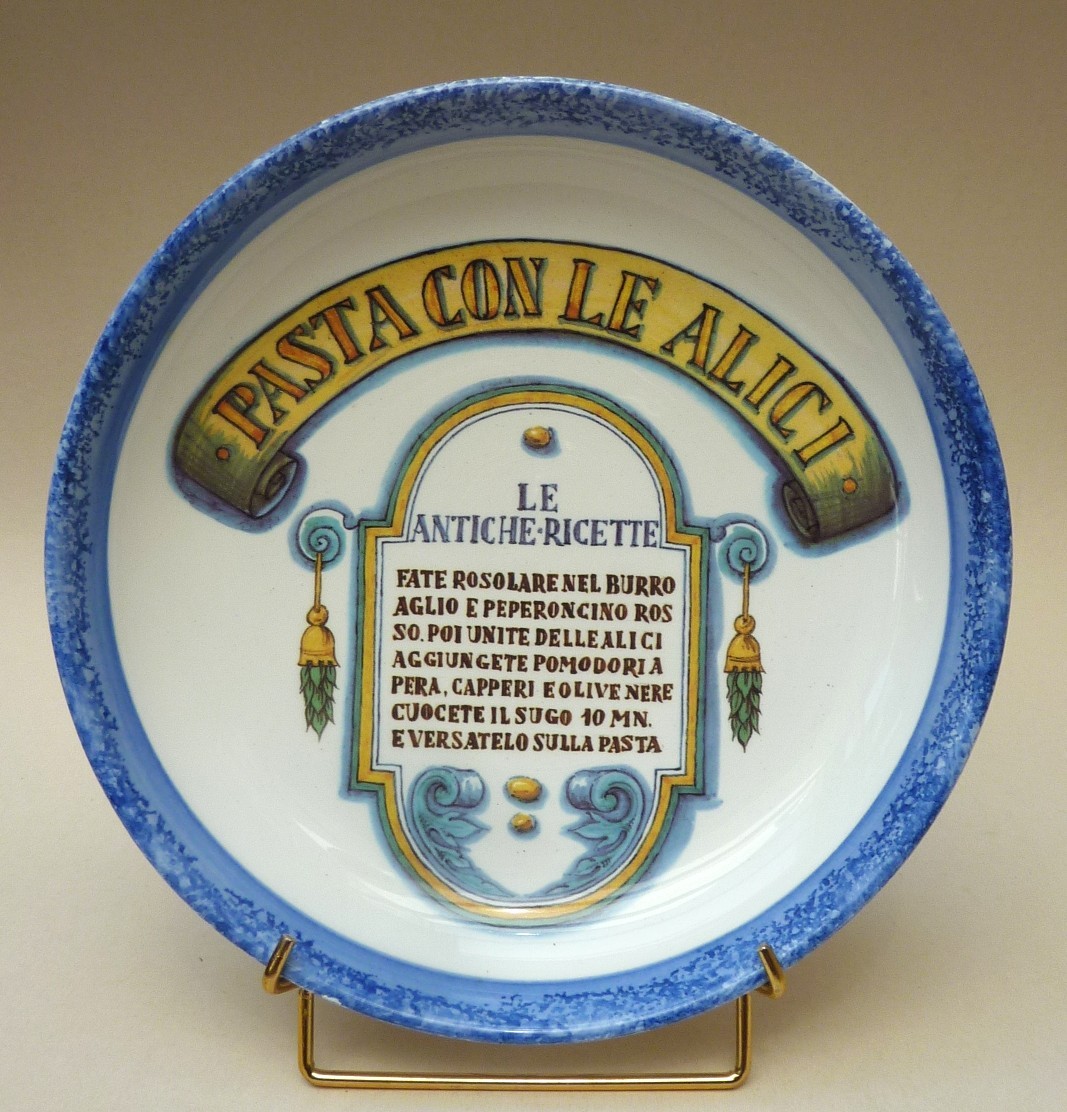 PASTA CON LE ALICI
LE
ANTICHE·RICETTE
FATE ROSOLARE NEL BURRO
AGLIO E PEPERONCINO ROS
SO. POI UNITE DELLE ALICI
AGGIUNGETE POMODORI A
PERA, CAPPERI E OLIVE NERE
CUOCETE IL SUGO 10 MN.
E VERSATELO SULLA PASTA